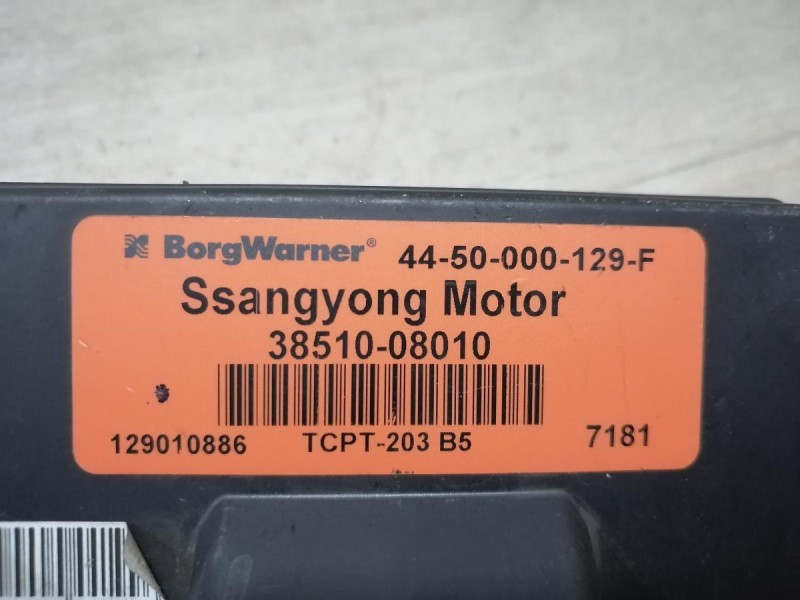 BorgWarner® 44-50-000-129-F
Ssangyong Motor
38510-08010
129010886 TCPT-203 B5 7181